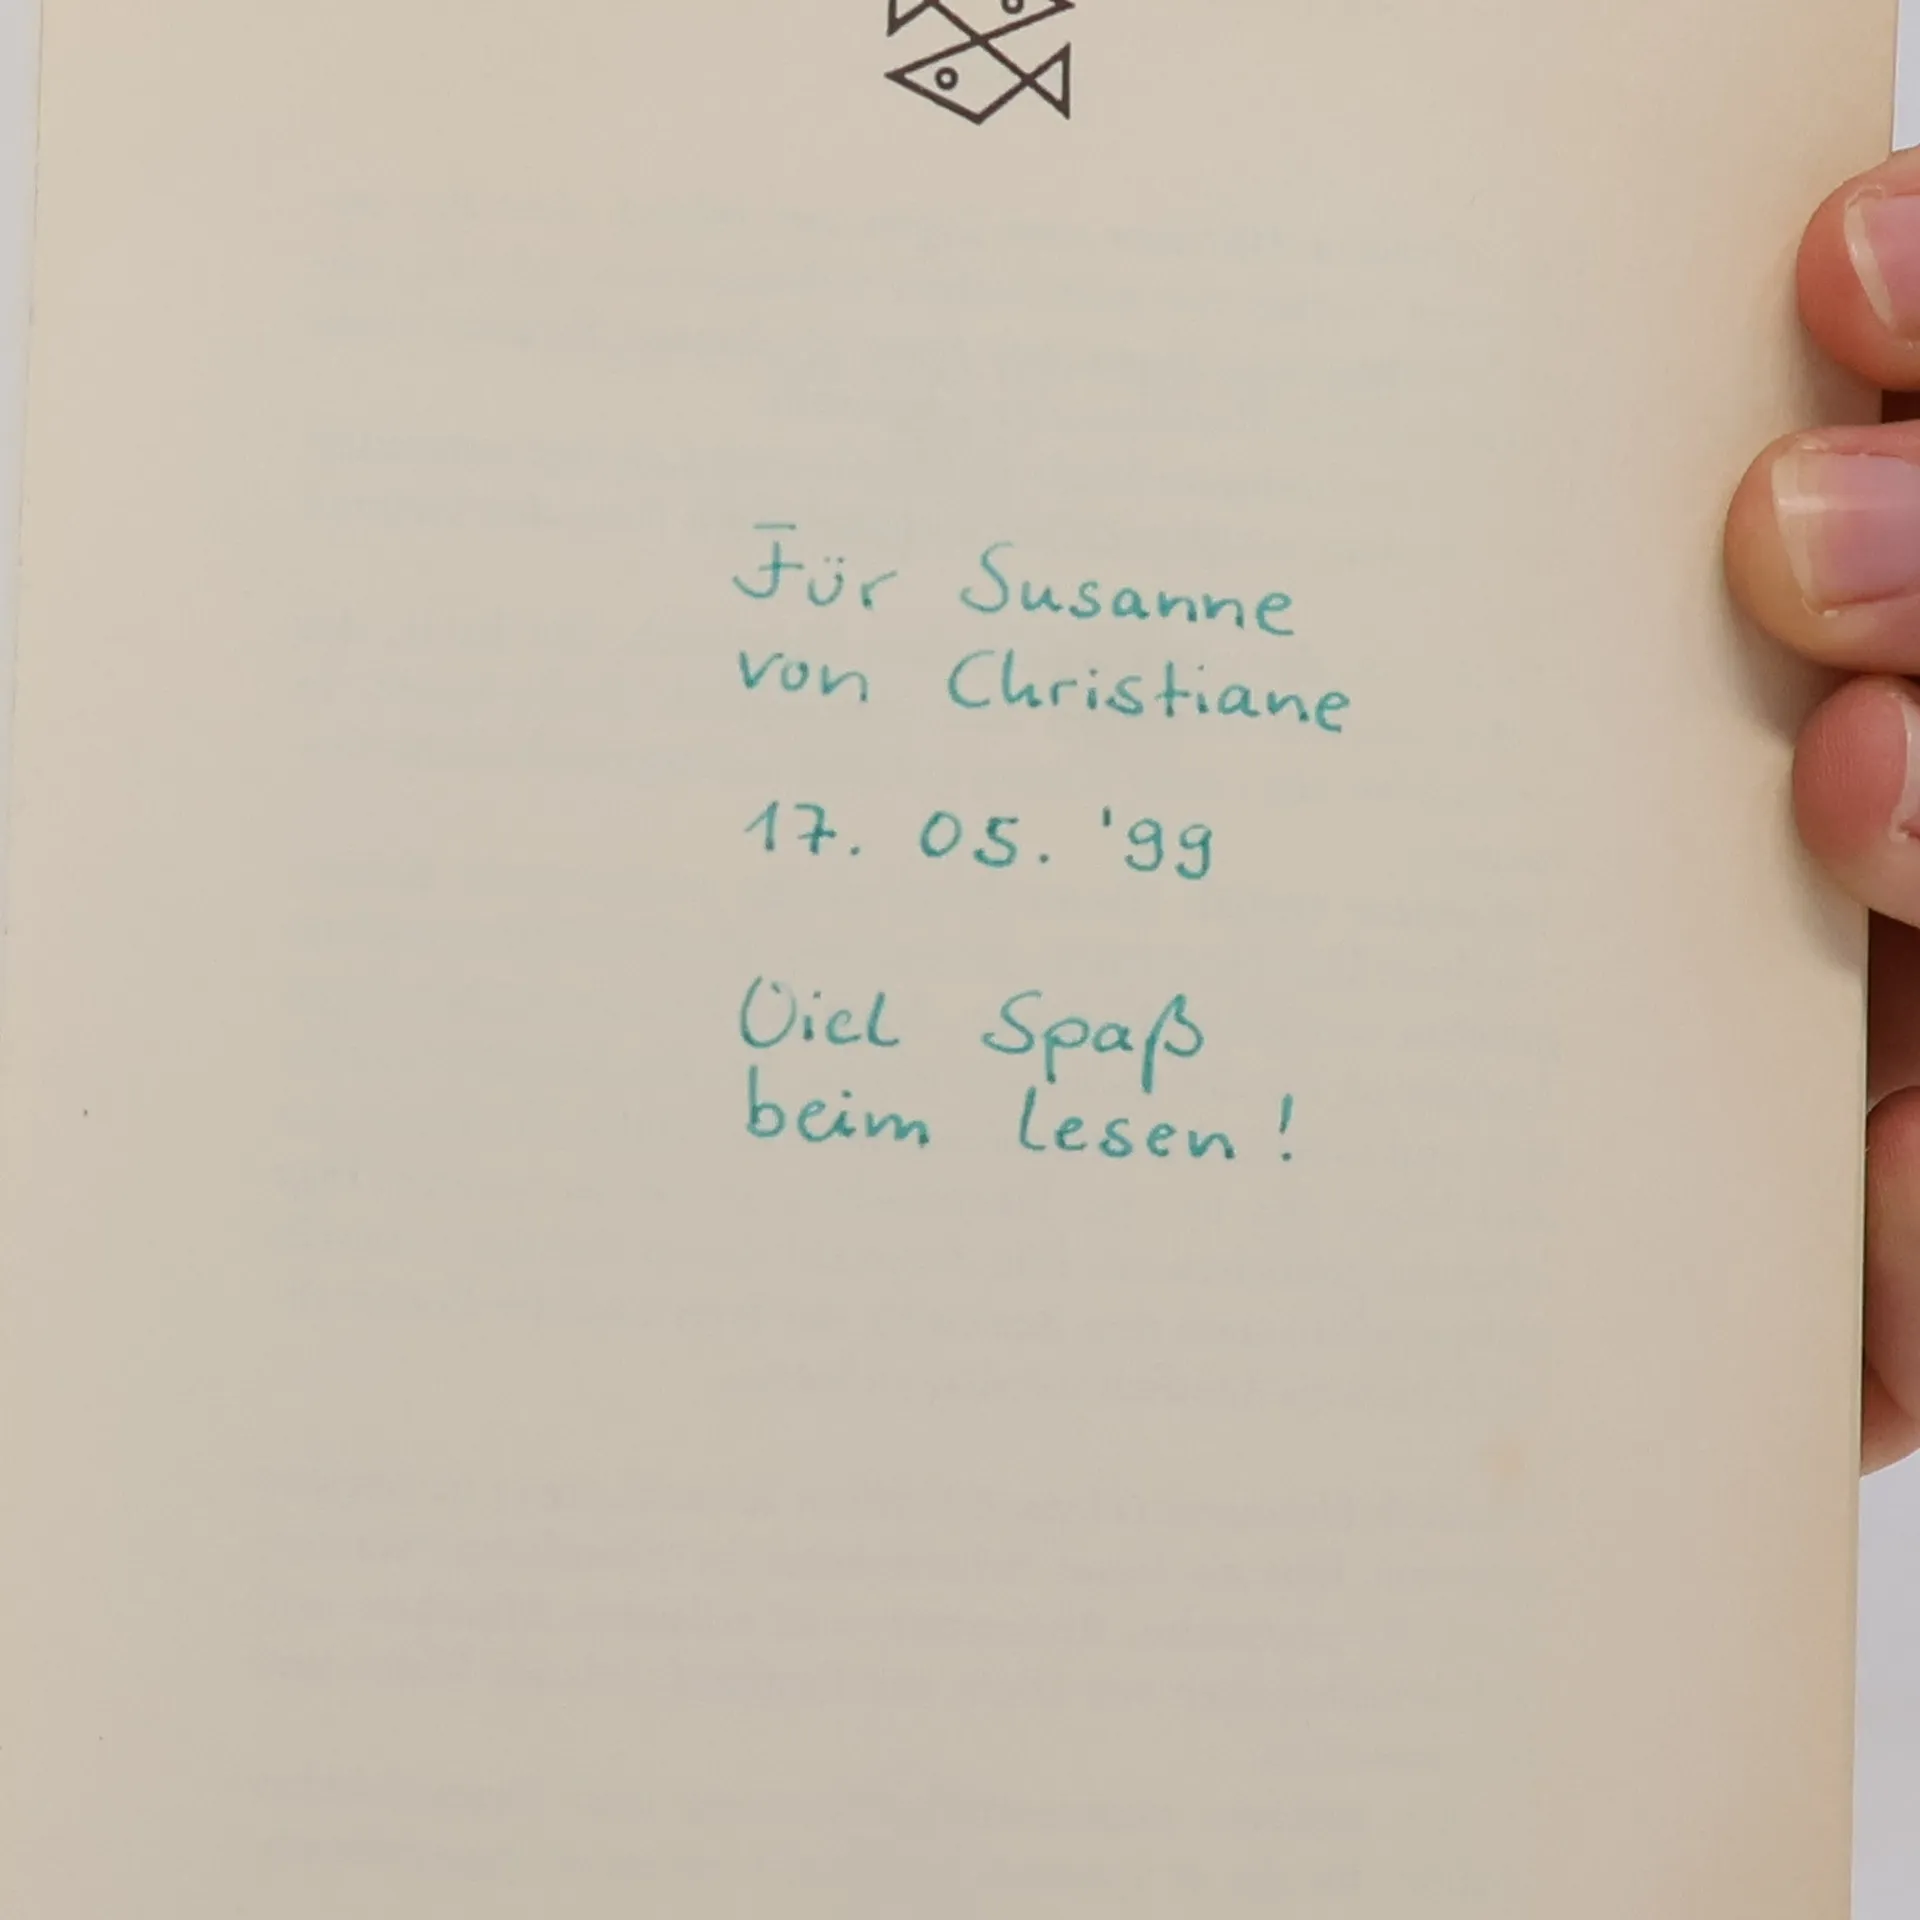 Für Susanne
von Christiane
17. 05. '99
Viel Spaß
beim lesen!